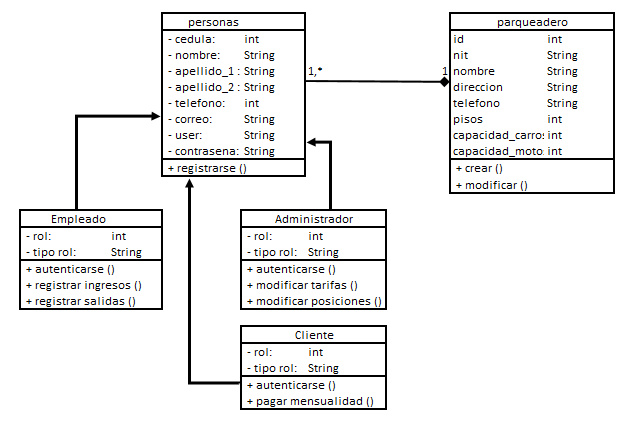 personas
- cedula: int
- nombre: String
- apellido_1 : String
- apellido_2 : String
- telefono: int
- correo: String
- user: String
- contrasena: String
+ registrarse ()
1,*
1
parqueadero
id int
nit String
nombre String
direccion String
telefono String
pisos int
capacidad_carros int
capacidad_moto int
+ crear ()
+ modificar ()
Empleado
- rol: int
- tipo rol: String
+ autenticarse ()
+ registrar ingresos ()
+ registrar salidas ()
Administrador
- rol: int
- tipo rol: String
+ autenticarse ()
+ modificar tarifas ()
+ modificar posiciones ()
Cliente
- rol: int
- tipo rol: String
+ autenticarse ()
+ pagar mensualidad ()